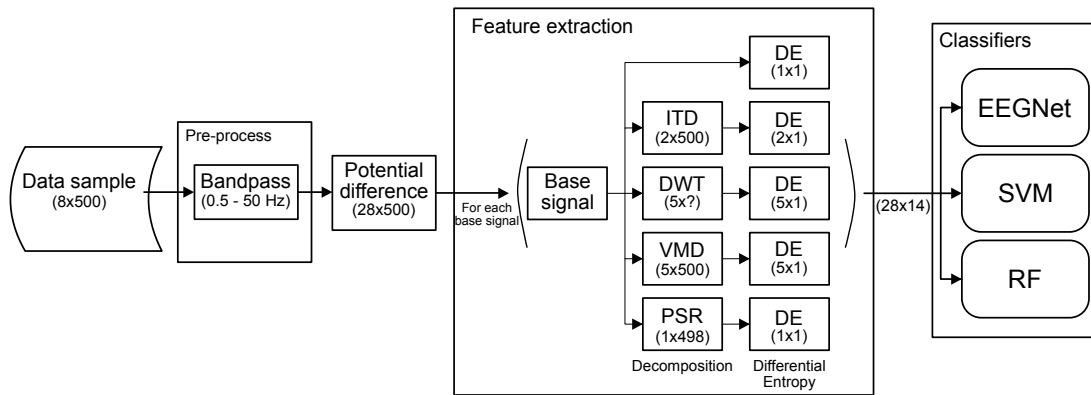 Data sample
(8x500)
Pre-process
Bandpass
(0.5 - 50 Hz)
Potential
difference
(28x500)
For each
base signal
Feature extraction
Base
signal
DE
(1x1)
ITD
(2x500)
DE
(2x1)
DWT
(5x?)
DE
(5x1)
VMD
(5x500)
DE
(5x1)
PSR
(1x498)
DE
(1x1)
Decomposition
Differential
Entropy
(28x14)
Classifiers
EEGNet
SVM
RF